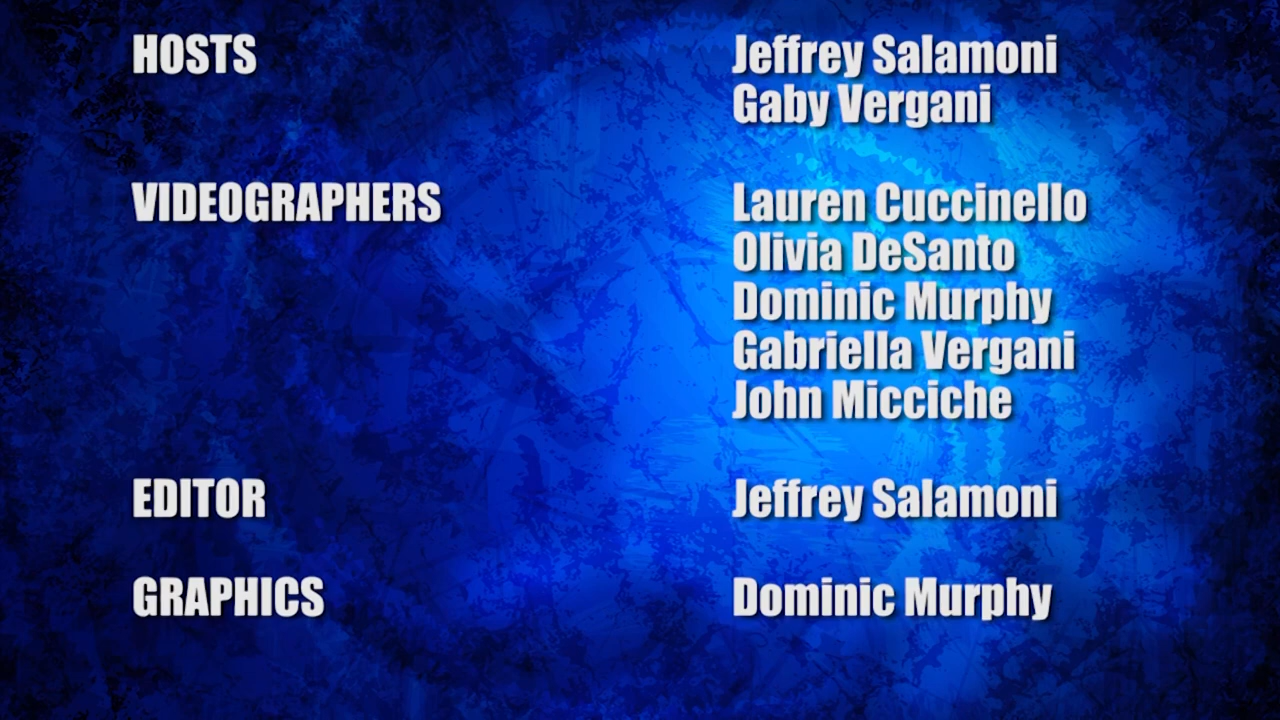 HOSTS Jeffrey Salamoni
Gaby Vergani
VIDEOGRAPHERS Lauren Cuccinello
Olivia DeSanto
Dominic Murphy
Gabriella Vergani
John Micciche
EDITOR Jeffrey Salamoni
GRAPHICS Dominic Murphy